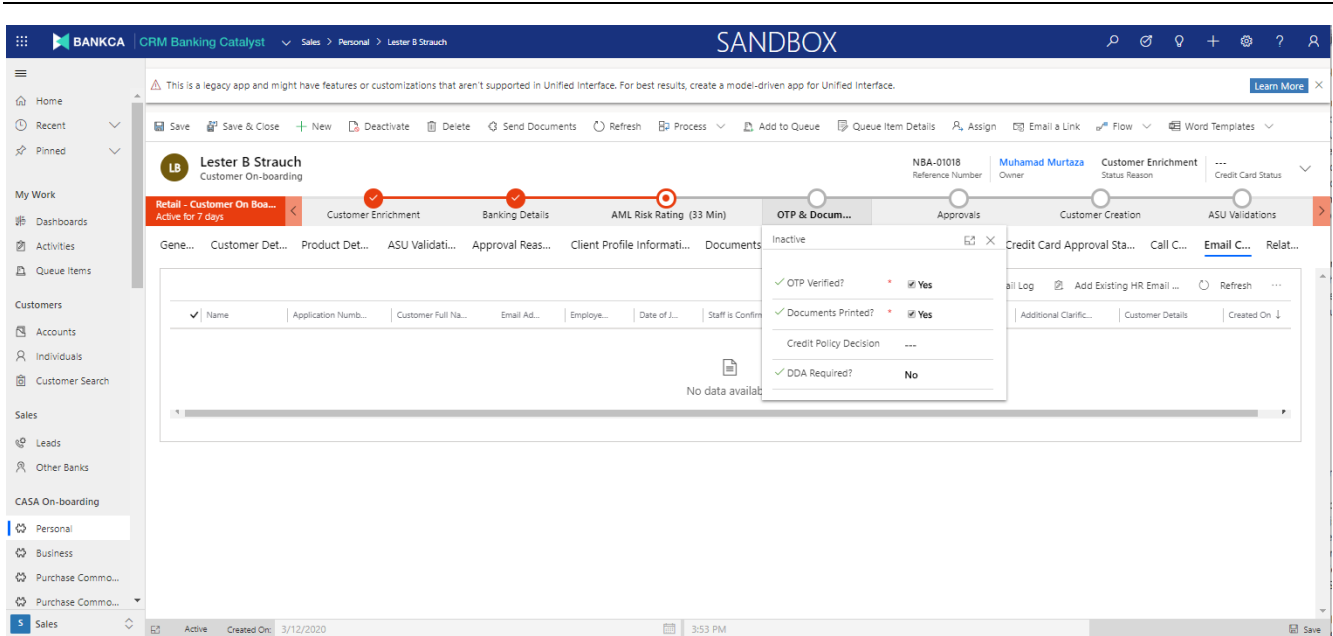 BANKCA CRM Banking Catalyst Sales > Personal > Lester B Strauch SANDBOX
This is a legacy app and might have features or customizations that aren't supported in Unified Interface. For best results, create a model-driven app for Unified Interface. Learn More
Home
Recent
Pinned
My Work
Dashboards
Activities
Queue Items
Customers
Accounts
Individuals
Customer Search
Sales
Leads
Other Banks
CASA On-boarding
Personal
Business
Purchase Commo...
Purchase Commo...
S Sales
Save Save & Close New Deactivate Delete Send Documents Refresh Process Add to Queue Queue Item Details Assign Email a Link Flow Word Templates
LB
Lester B Strauch
Customer On-boarding
NBA-01018 Muhamad Murtaza Customer Enrichment ---
Reference Number Owner Status Reason Credit Card Status
Retail - Customer On Boa...
Active for 7 days
Customer Enrichment Banking Details AML Risk Rating (33 Min) OTP & Docum... Approvals Customer Creation ASU Validations
Gene... Customer Det... Product Det... ASU Validati... Approval Reas... Client Profile Informati... Documents Credit Card Approval Sta... Call C... Email C... Relat...
Inactive
OTP Verified? * Yes
Documents Printed? * Yes
Credit Policy Decision ---
DDA Required? No
ail Log Add Existing HR Email ... Refresh ...
Name Application Numb... Customer Full Na... Email Ad... Employe... Date of J... Staff is Confirm Additional Clarific... Customer Details Created On ↓
No data availab
Active Created On: 3/12/2020 3:53 PM Save